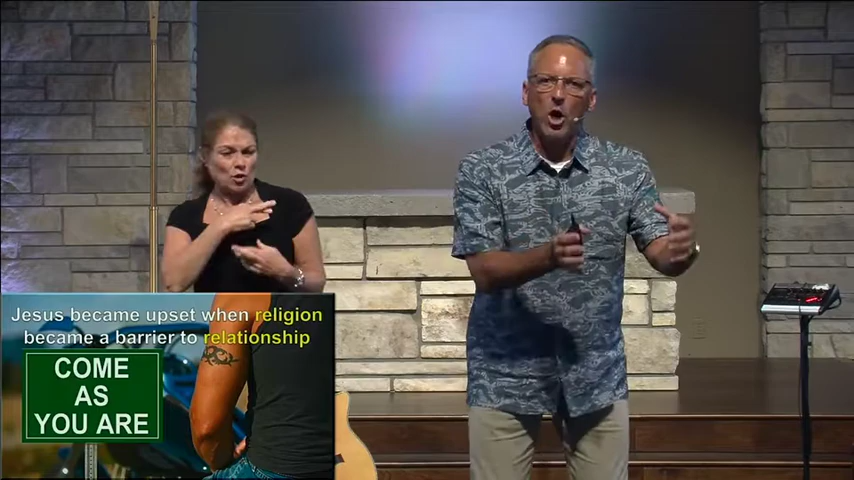 Jesus became upset when religion
became a barrier to relationship
COME
AS
YOU ARE